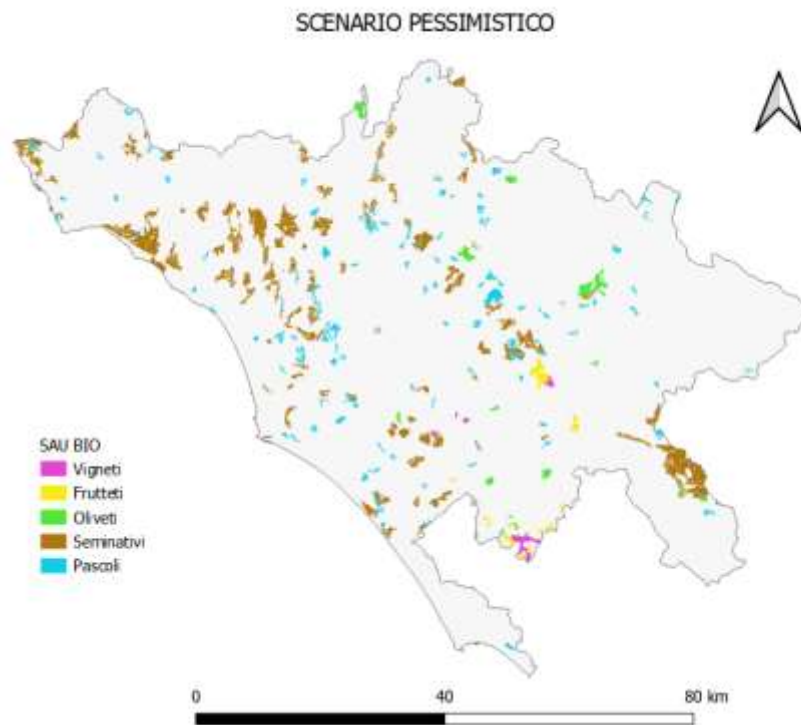 SCENARIO PESSIMISTICO
SAU BIO
Vigneti
Frutteti
Oliveti
Seminativi
Pascoli
0 40 80 km